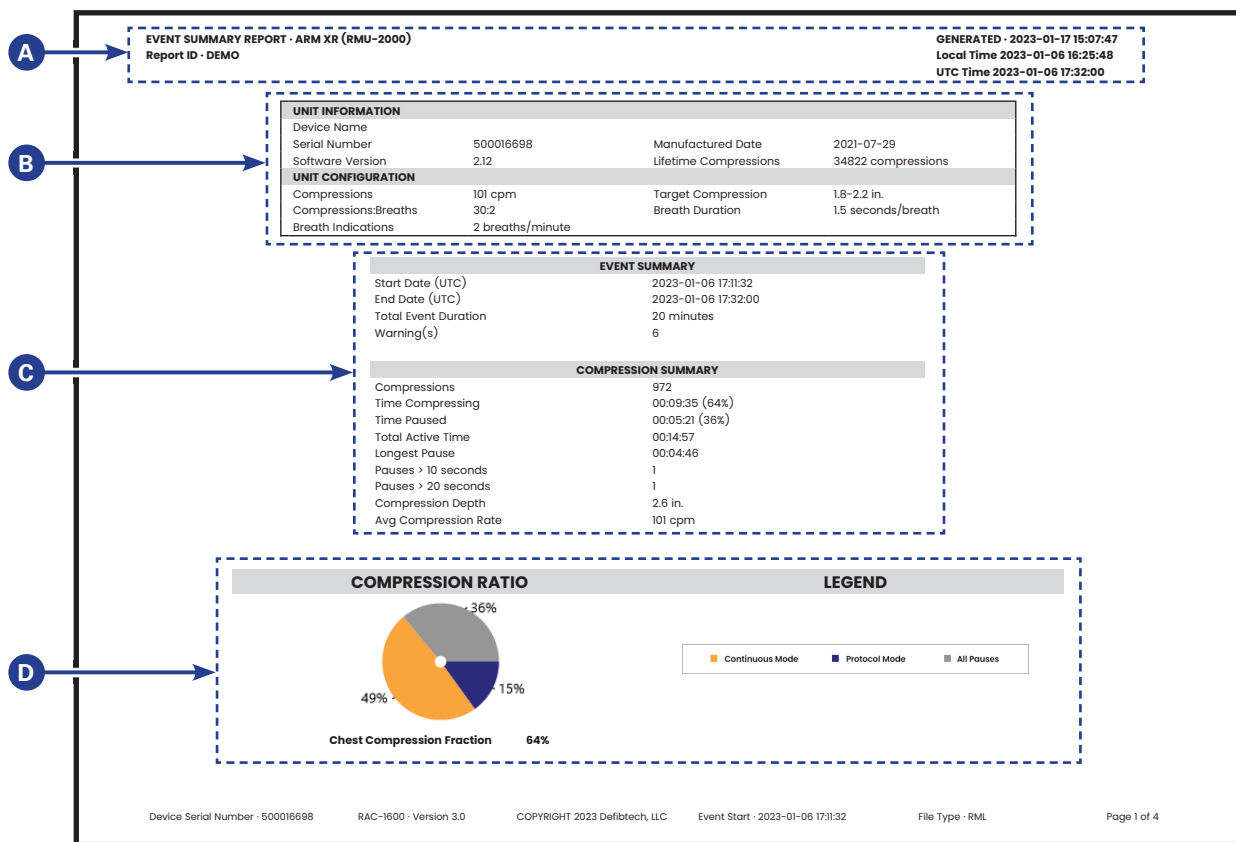 A
EVENT SUMMARY REPORT · ARM XR (RMU-2000)
Report ID · DEMO
GENERATED · 2023-01-17 15:07:47
Local Time 2023-01-06 16:25:48
UTC Time 2023-01-06 17:32:00
B
UNIT INFORMATION
Device Name
Serial Number 500016698 Manufactured Date 2021-07-29
Software Version 2.12 Lifetime Compressions 34822 compressions
UNIT CONFIGURATION
Compressions 101 cpm Target Compression 1.8-2.2 in.
Compressions:Breaths 30:2 Breath Duration 1.5 seconds/breath
Breath Indications 2 breaths/minute
C
EVENT SUMMARY
Start Date (UTC) 2023-01-06 17:11:32
End Date (UTC) 2023-01-06 17:32:00
Total Event Duration 20 minutes
Warning(s) 6
COMPRESSION SUMMARY
Compressions 972
Time Compressing 00:09:35 (64%)
Time Paused 00:05:21 (36%)
Total Active Time 00:14:57
Longest Pause 00:04:46
Pauses > 10 seconds 1
Pauses > 20 seconds 1
Compression Depth 2.6 in.
Avg Compression Rate 101 cpm
D
COMPRESSION RATIO
36%
15%
49%
Chest Compression Fraction 64%
LEGEND
Continuous Mode Protocol Mode All Pauses
Device Serial Number · 500016698 RAC-1600 · Version 3.0 COPYRIGHT 2023 Defibtech, LLC Event Start · 2023-01-06 17:11:32 File Type · RML Page 1 of 4